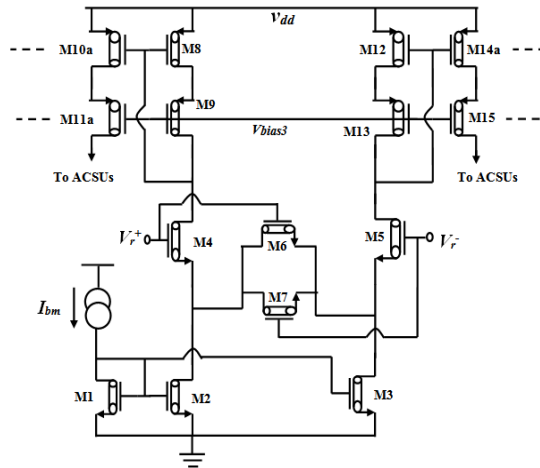 vdd
M10a M8 M12 M14a
M11a M9 Vbias3 M13 M15
To ACSUs To ACSUs
Vr+ M4 M6 M5 Vr-
M7
Ibm
M1 M2 M3